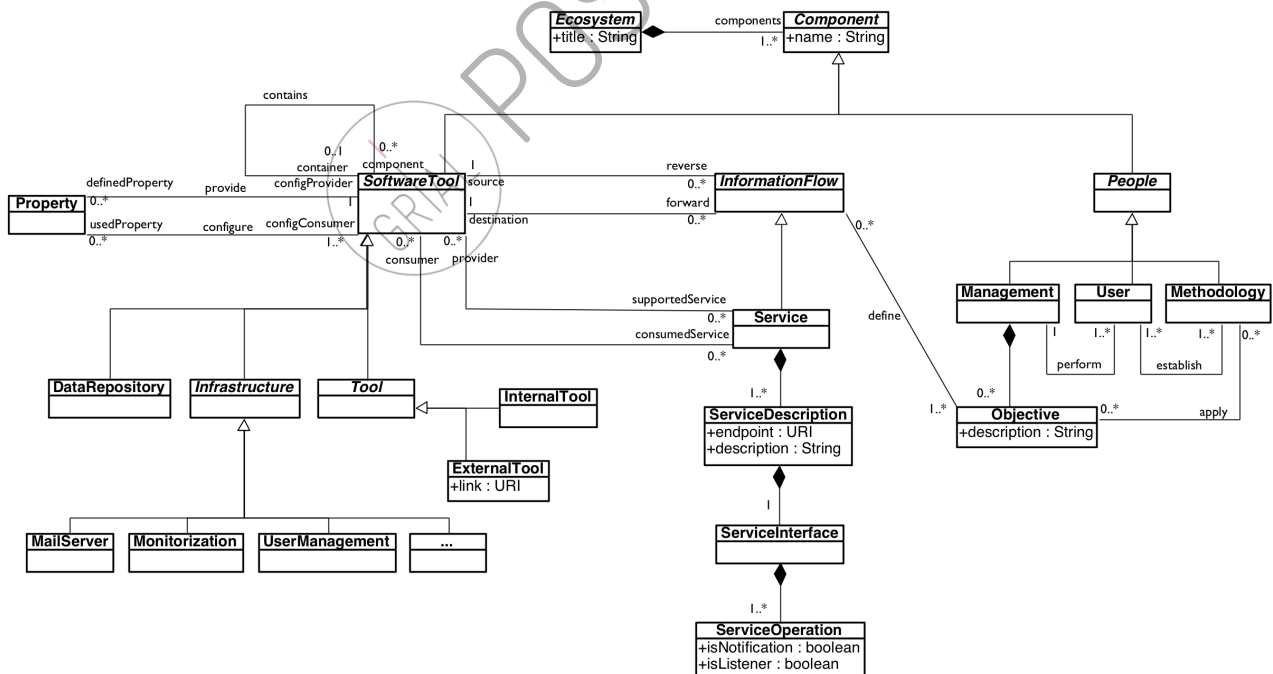 Ecosystem
+title : String
components
1..*
Component
+name : String
POS
contains
0..1
0..*
container
component
configProvider
SoftwareTool
1
source
reverse
0..*
InformationFlow
People
Property
definedProperty
0..*
provide
1
usedProperty
0..*
configure
configConsumer
1..*
1
destination
forward
0..*
GRIAL
0..*
consumer
0..*
provider
0..*
define
1..*
supportedService
0..*
consumedService
0..*
Service
Management
User
Methodology
1
1..*
perform
1..*
1..*
establish
0..*
DataRepository
Infrastructure
Tool
InternalTool
ExternalTool
+link : URI
1..*
ServiceDescription
+endpoint : URI
+description : String
0..*
Objective
+description : String
0..*
apply
1
ServiceInterface
MailServer
Monitorization
UserManagement
...
1..*
ServiceOperation
+isNotification : boolean
+isListener : boolean